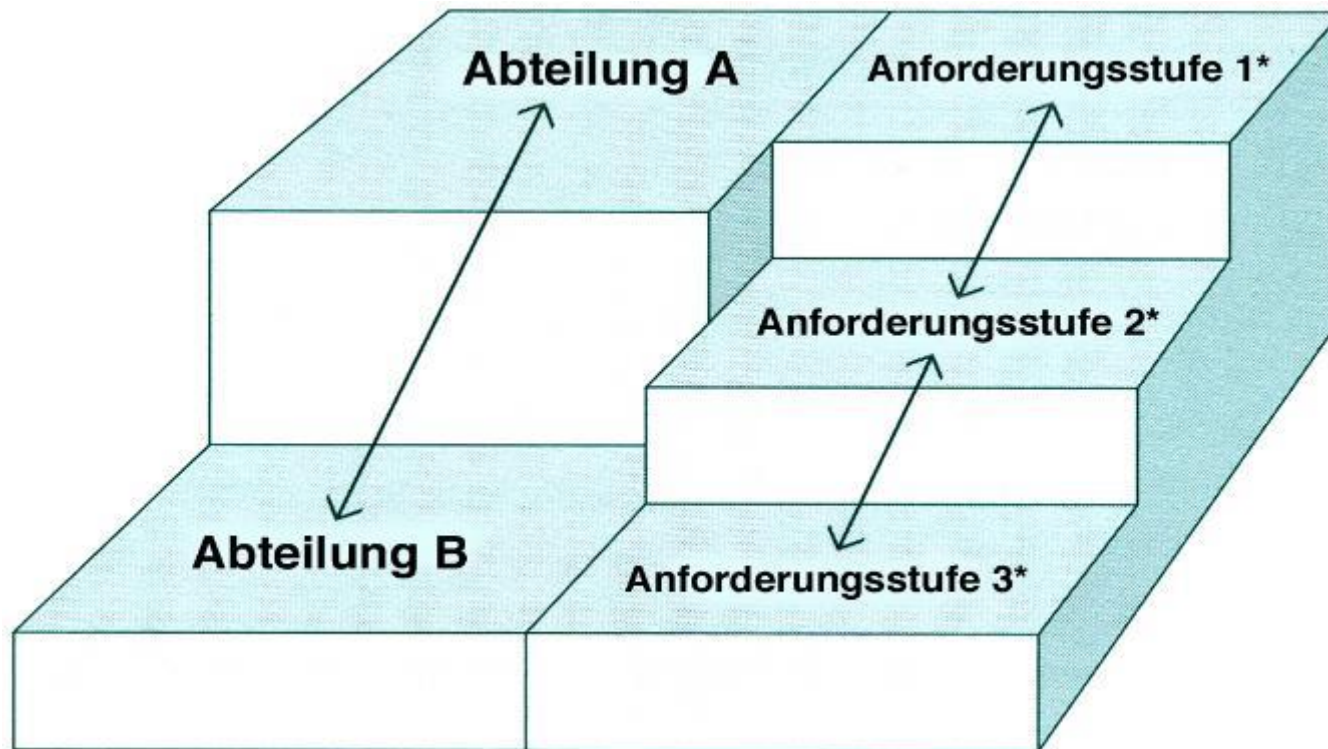 Abteilung A
Anforderungsstufe 1*
Anforderungsstufe 2*
Abteilung B
Anforderungsstufe 3*